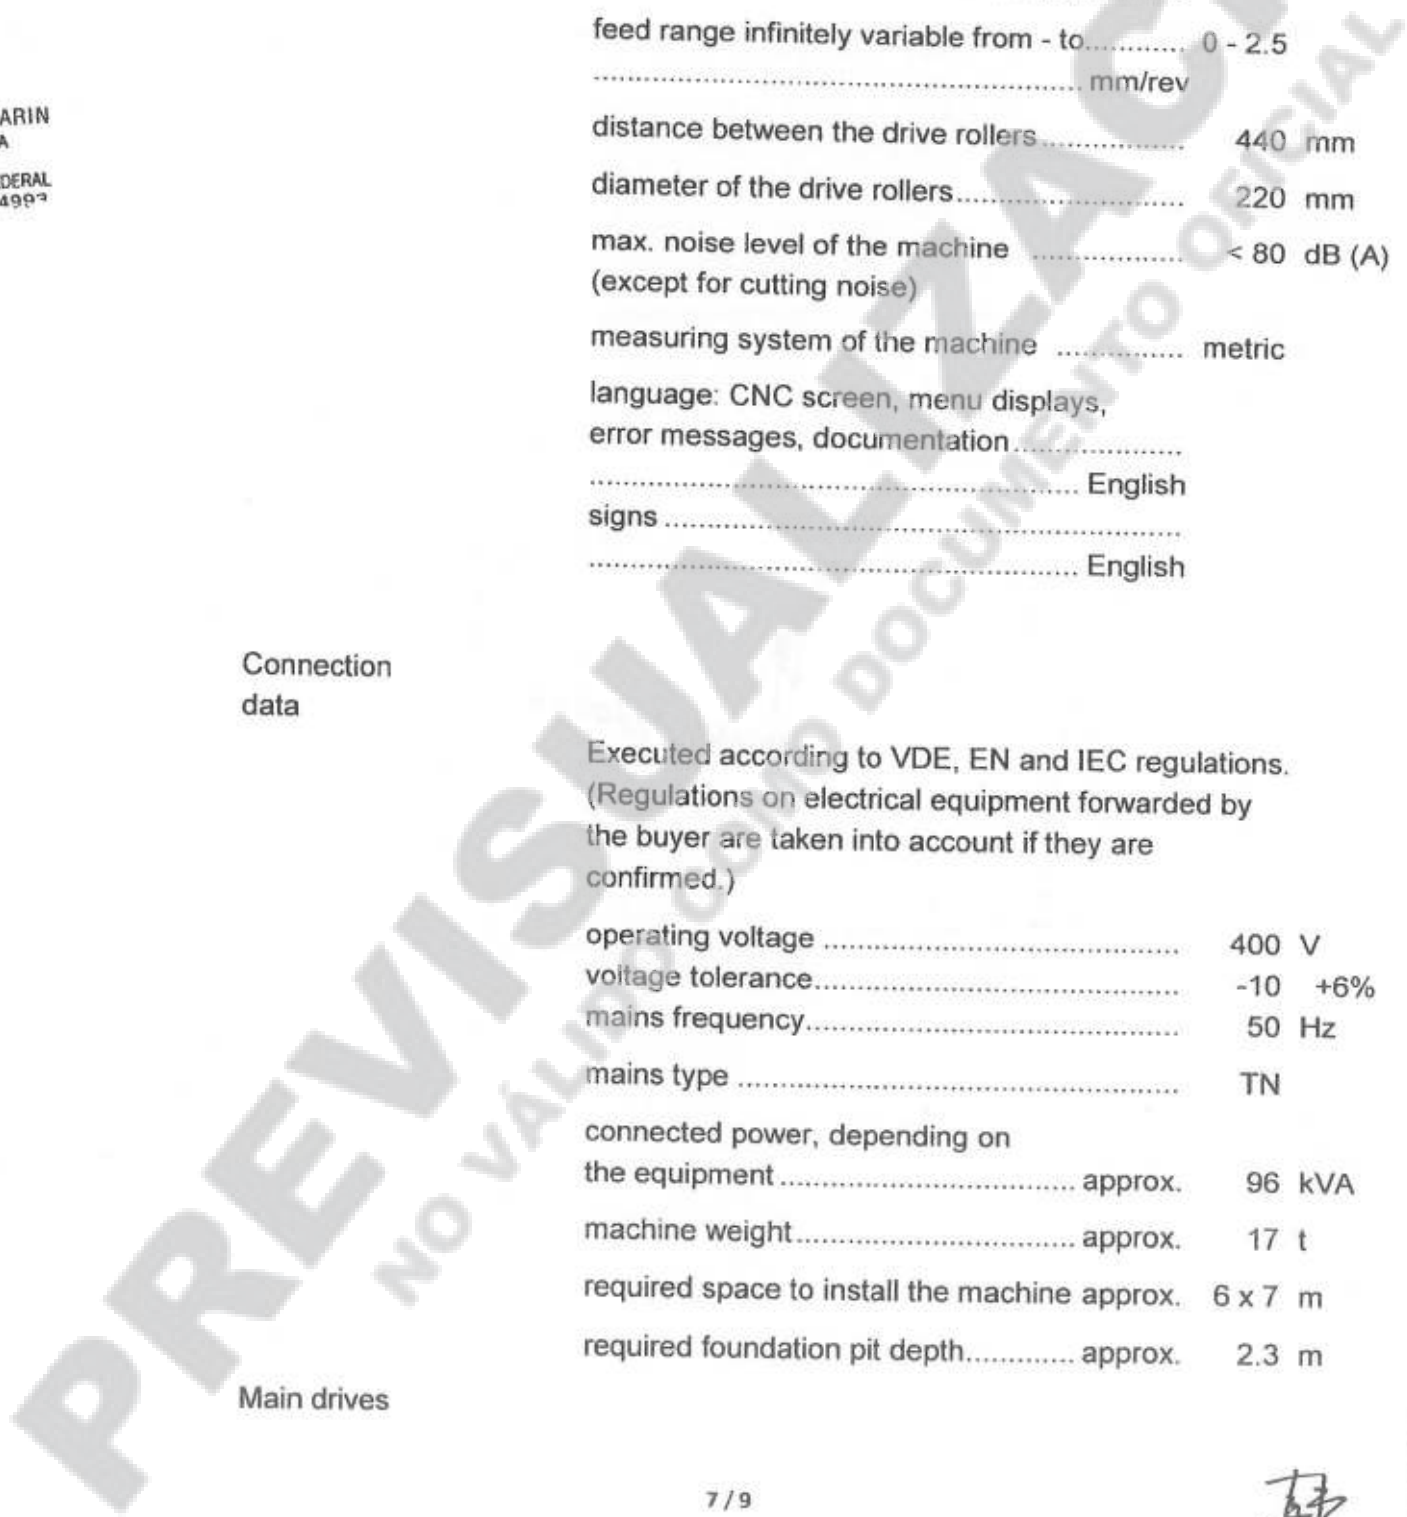 feed range infinitely variable from - to............ 0 - 2.5
........................................................ mm/rev
ARIN
A
DERAL
distance between the drive rollers................ 440 mm
diameter of the drive rollers.......................... 220 mm
max. noise level of the machine ................. < 80 dB (A)
(except for cutting noise)
measuring system of the machine .............. metric
language: CNC screen, menu displays,
error messages, documentation...................
........................................................ English
signs ...........................................................
........................................................ English
Connection
data
Executed according to VDE, EN and IEC regulations.
(Regulations on electrical equipment forwarded by
the buyer are taken into account if they are
confirmed.)
operating voltage ......................................... 400 V
voltage tolerance.......................................... -10 +6%
mains frequency........................................... 50 Hz
mains type ................................................... TN
connected power, depending on
the equipment .................................. approx. 96 kVA
machine weight................................ approx. 17 t
required space to install the machine approx. 6 x 7 m
required foundation pit depth............. approx. 2.3 m
Main drives
7 / 9
PREVISUALIZAC
NO VÁLIDO COMO DOCUMENTO OFICIAL